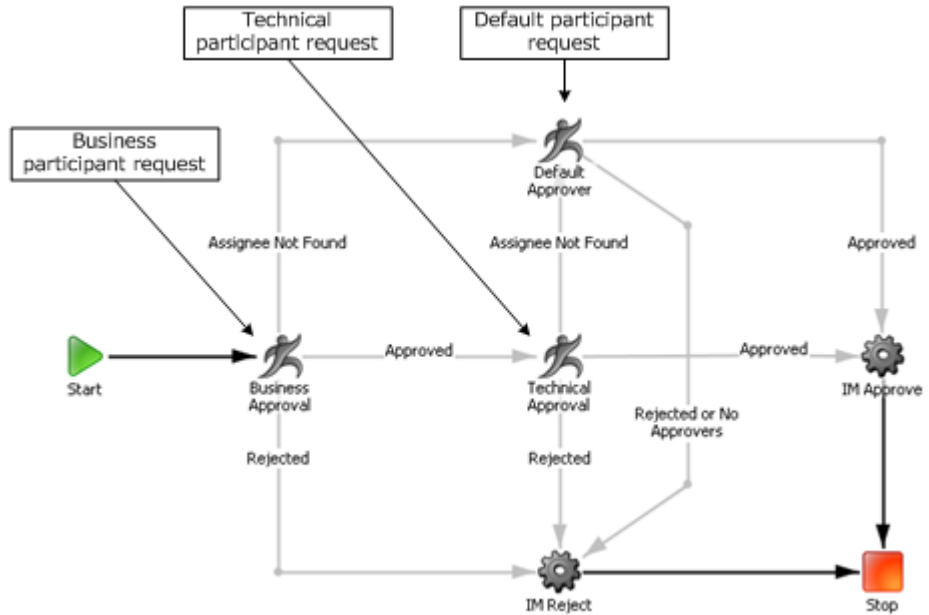 Technical
participant request
Default participant
request
Business
participant request
Default
Approver
Assignee Not Found
Assignee Not Found
Approved
Start
Approved
Approved
Business
Approval
Technical
Approval
IM Approve
Rejected or No
Approvers
Rejected
Rejected
IM Reject
Stop